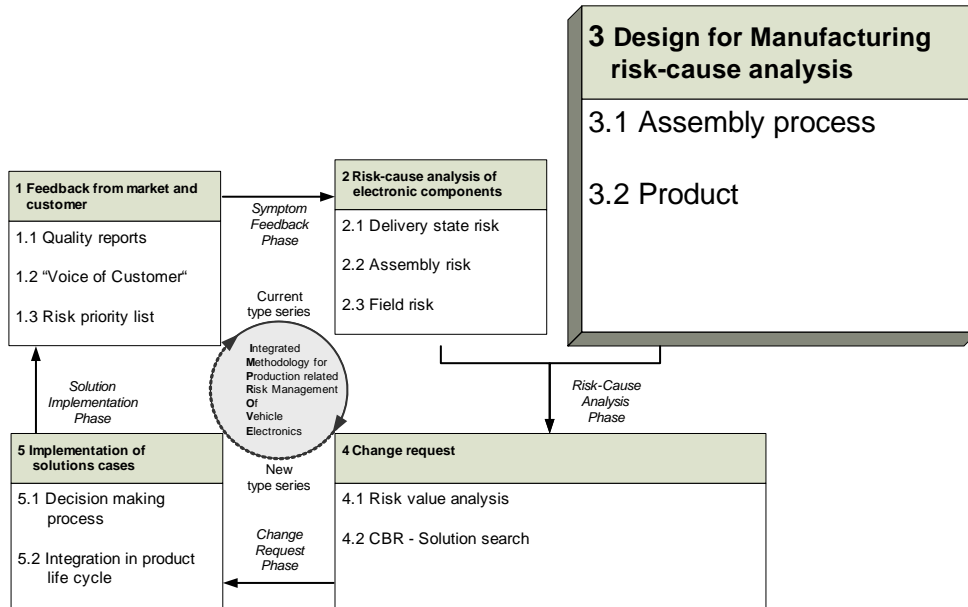 3 Design for Manufacturing
risk-cause analysis
3.1 Assembly process
3.2 Product
1 Feedback from market and
customer
1.1 Quality reports
1.2 “Voice of Customer“
1.3 Risk priority list
Symptom
Feedback
Phase
2 Risk-cause analysis of
electronic components
2.1 Delivery state risk
2.2 Assembly risk
2.3 Field risk
Current
type series
Integrated
Methodology for
Production related
Risk Management
Of
Vehicle
Electronics
New
type series
Solution
Implementation
Phase
Risk-Cause
Analysis
Phase
5 Implementation of
solutions cases
5.1 Decision making
process
5.2 Integration in product
life cycle
Change
Request
Phase
4 Change request
4.1 Risk value analysis
4.2 CBR - Solution search